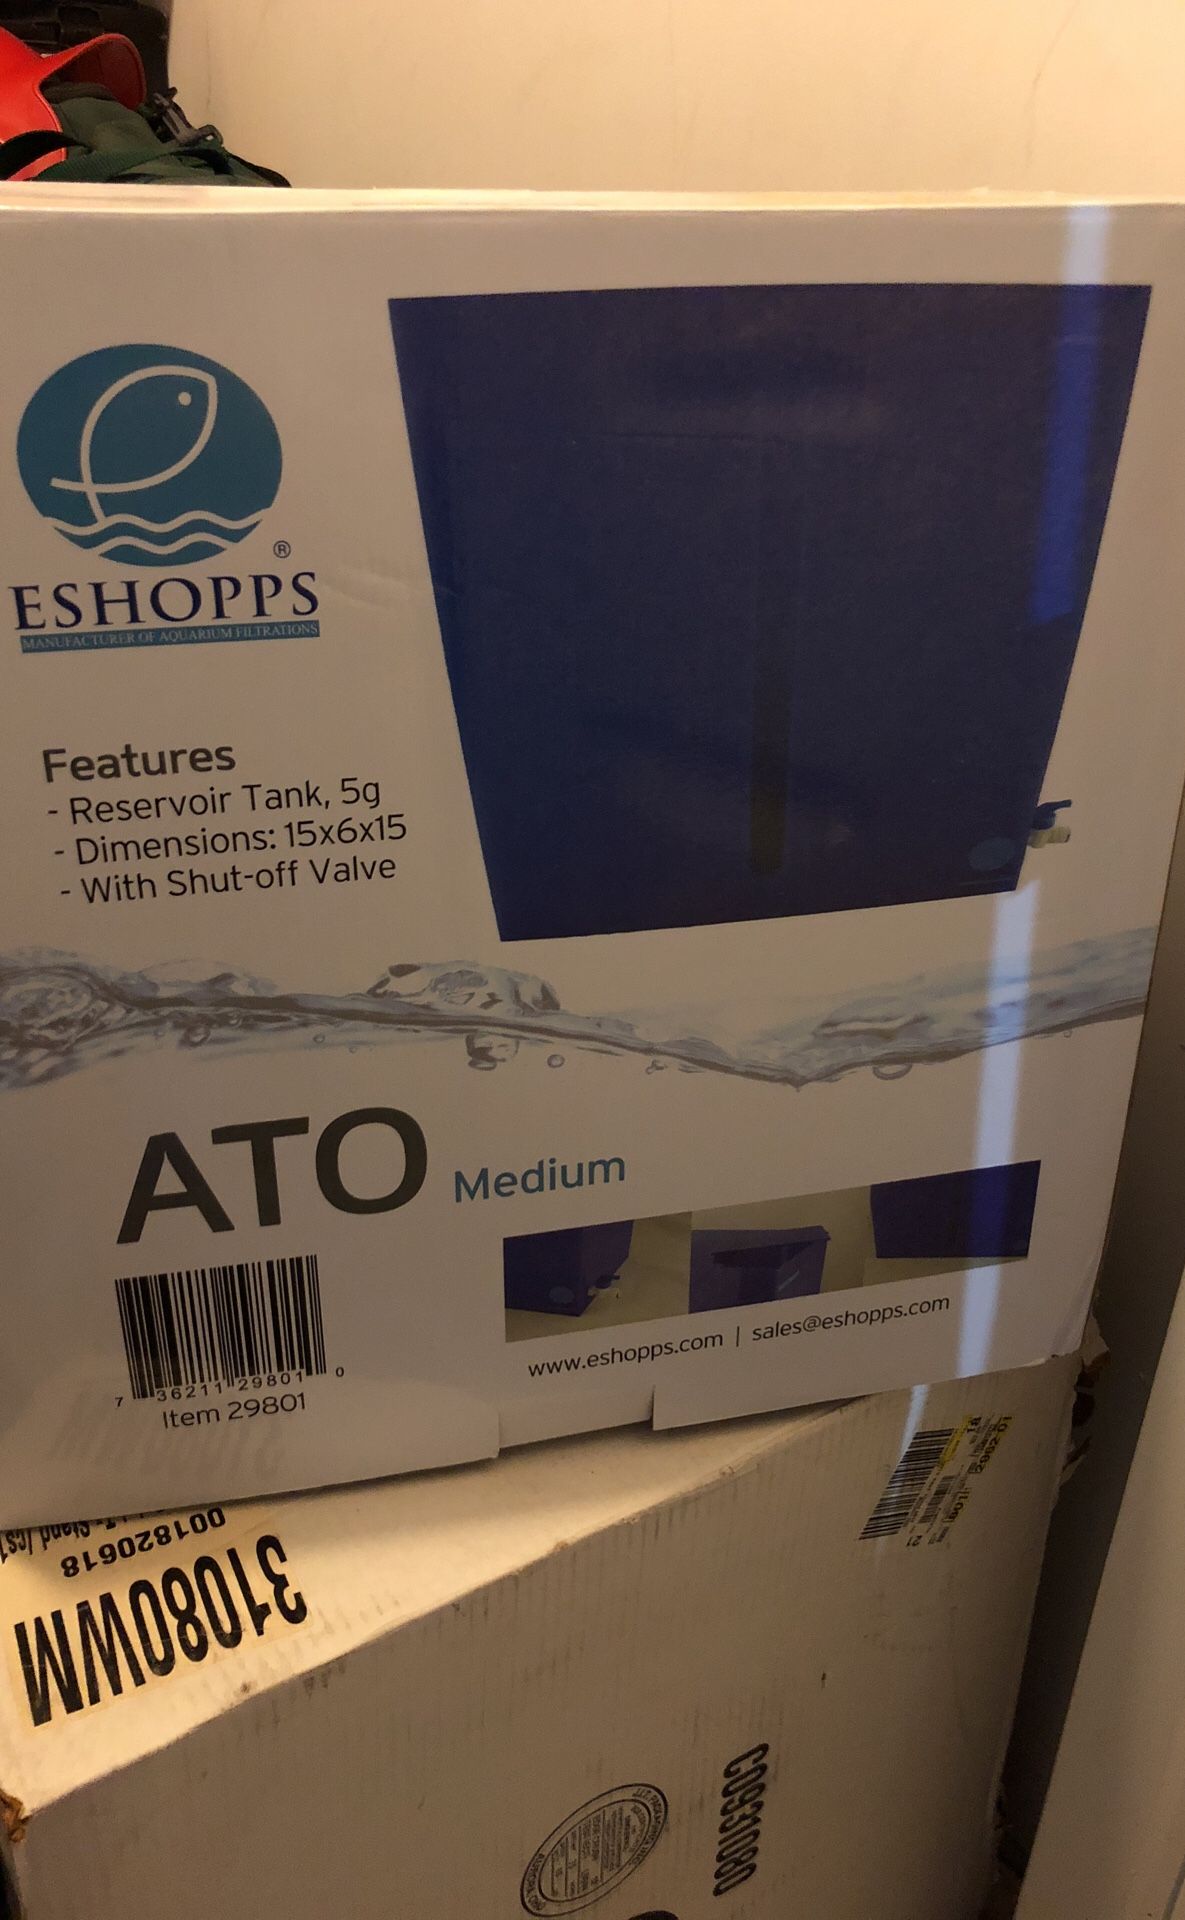 ®
ESHOPPS
MANUFACTURER OF AQUARIUM FILTRATIONS
Features
- Reservoir Tank, 5g
- Dimensions: 15x6x15
- With Shut-off Valve
ATO Medium
7 36211 29801 0
Item 29801
www.eshopps.com | sales@eshopps.com
Stand
001820618
31080WM
C0931080